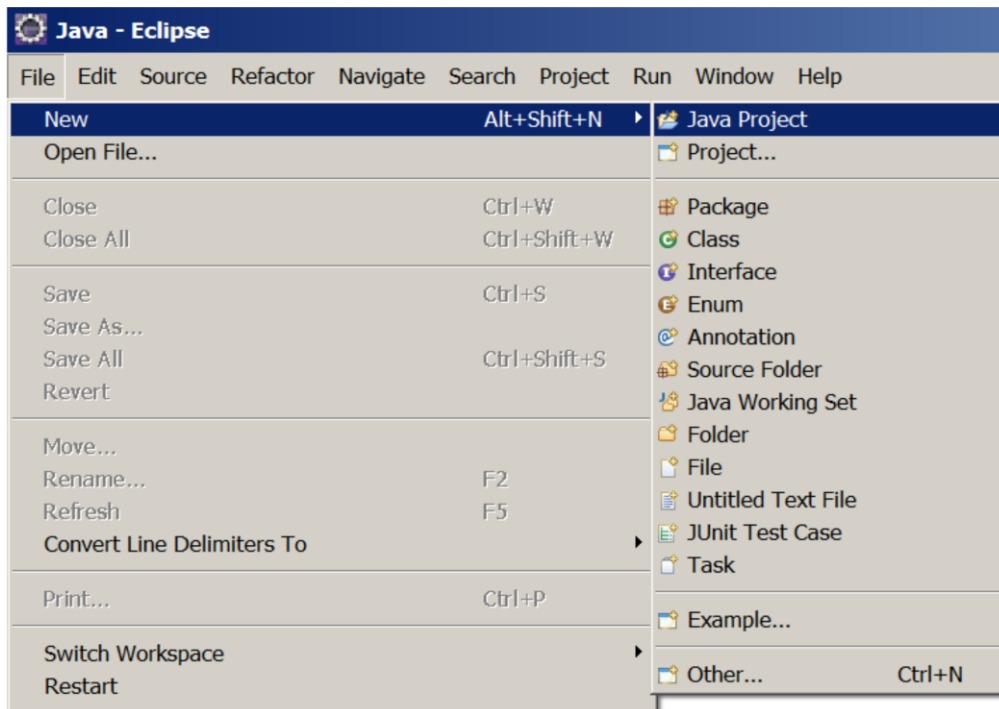 Java - Eclipse
File Edit Source Refactor Navigate Search Project Run Window Help
New Alt+Shift+N
Open File...
Close Ctrl+W
Close All Ctrl+Shift+W
Save Ctrl+S
Save As...
Save All Ctrl+Shift+S
Revert
Move...
Rename... F2
Refresh F5
Convert Line Delimiters To
Print... Ctrl+P
Switch Workspace
Restart
Java Project
Project...
Package
Class
Interface
Enum
Annotation
Source Folder
Java Working Set
Folder
File
Untitled Text File
JUnit Test Case
Task
Example...
Other... Ctrl+N